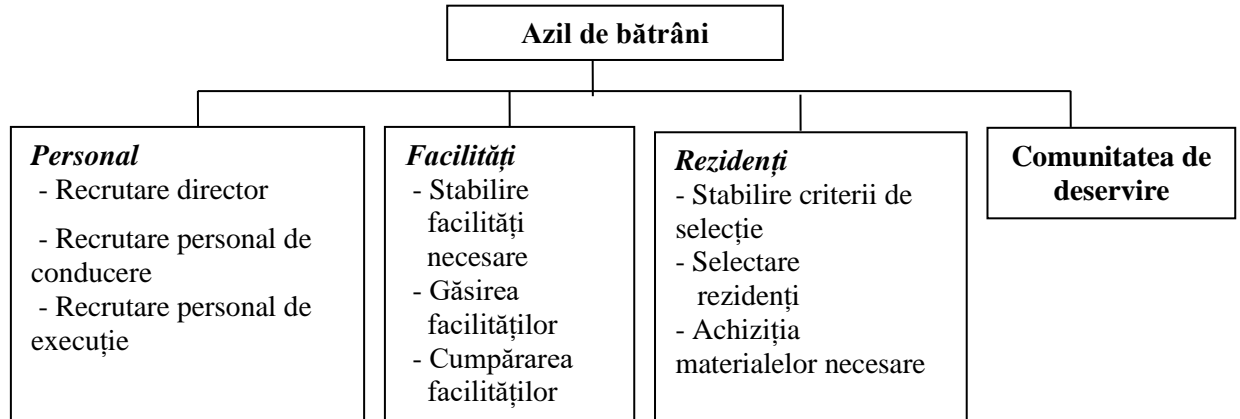 Azil de bătrâni
Personal
- Recrutare director
- Recrutare personal de
conducere
- Recrutare personal de
execuție
Facilități
- Stabilire
facilități
necesare
- Găsirea
facilităților
- Cumpărarea
facilităților
Rezidenți
- Stabilire criterii de
selecție
- Selectare
rezidenți
- Achiziția
materialelor necesare
Comunitatea de
deservire